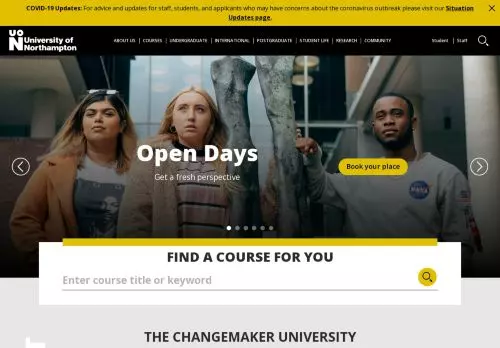 COVID-19 Updates: For advice and updates for staff, students, and applicants who may have concerns about the coronavirus outbreak please visit our Situation
Updates page.
UON
University of
Northampton
ABOUT US | COURSES | UNDERGRADUATE | INTERNATIONAL | POSTGRADUATE | STUDENT LIFE | RESEARCH | COMMUNITY
Student | Staff
Open Days
Get a fresh perspective
Book your place
NASA
FIND A COURSE FOR YOU
Enter course title or keyword
THE CHANGEMAKER UNIVERSITY